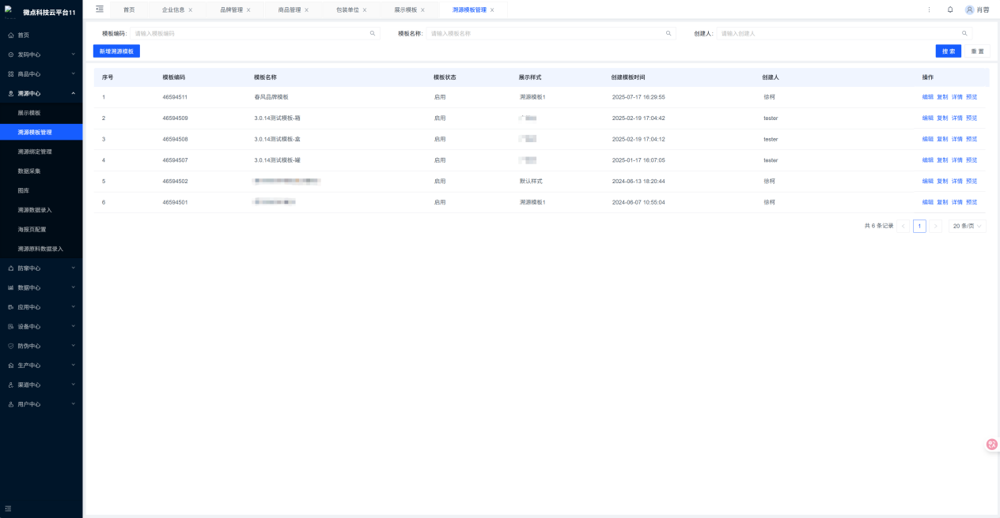 微点科技云平台11
首页
发码中心
商品中心
溯源中心
展示模板
溯源模板管理
溯源绑定管理
数据采集
图库
溯源数据录入
海报页配置
溯源原料数据录入
防窜中心
数据中心
应用中心
设备中心
防伪中心
生产中心
渠道中心
用户中心
首页 企业信息 品牌管理 商品管理 包装单位 展示模板 溯源模板管理 肖蓉
模板编码: 请输入模板编码 模板名称: 请输入模板名称 创建人: 请输入创建人
新增溯源模板 搜 索 重 置
序号 模板编码 模板名称 模板状态 展示样式 创建模板时间 创建人 操作
1 46594511 春风品牌模板 启用 溯源模板1 2025-07-17 16:29:55 徐柯 编辑 复制 详情 预览
2 46594509 3.0.14测试模板-箱 启用 2025-02-19 17:04:42 tester 编辑 复制 详情 预览
3 46594508 3.0.14测试模板-盒 启用 2025-02-19 17:04:12 tester 编辑 复制 详情 预览
4 46594507 3.0.14测试模板-罐 启用 2025-01-17 16:07:05 tester 编辑 复制 详情 预览
5 46594502 启用 默认样式 2024-06-13 18:20:44 徐柯 编辑 复制 详情 预览
6 46594501 启用 溯源模板1 2024-06-07 10:55:04 徐柯 编辑 复制 详情 预览
共 6 条记录 1 20 条/页